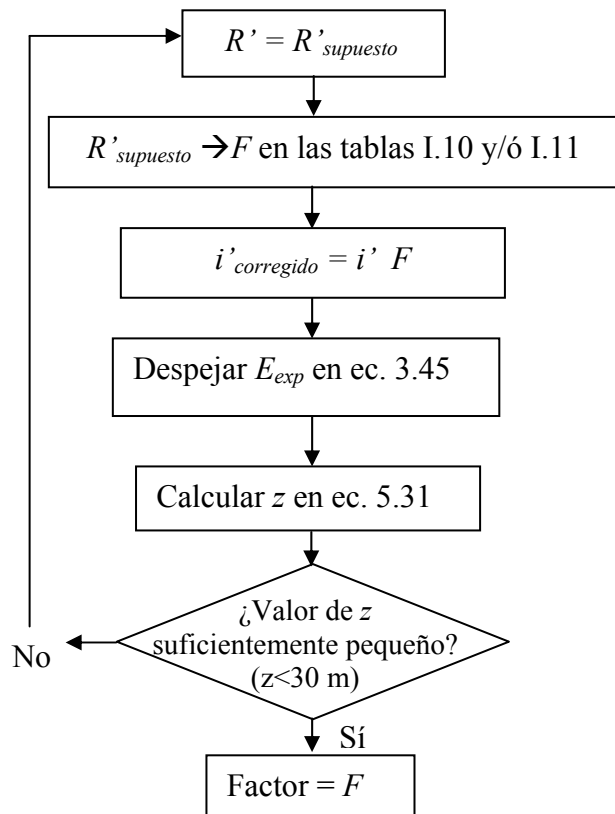 R’ = R’supuesto
R’supuesto →F en las tablas I.10 y/ó I.11
i’corregido = i’ F
Despejar Eexp en ec. 3.45
Calcular z en ec. 5.31
¿Valor de z
suficientemente pequeño?
(z<30 m)
No
Sí
Factor = F